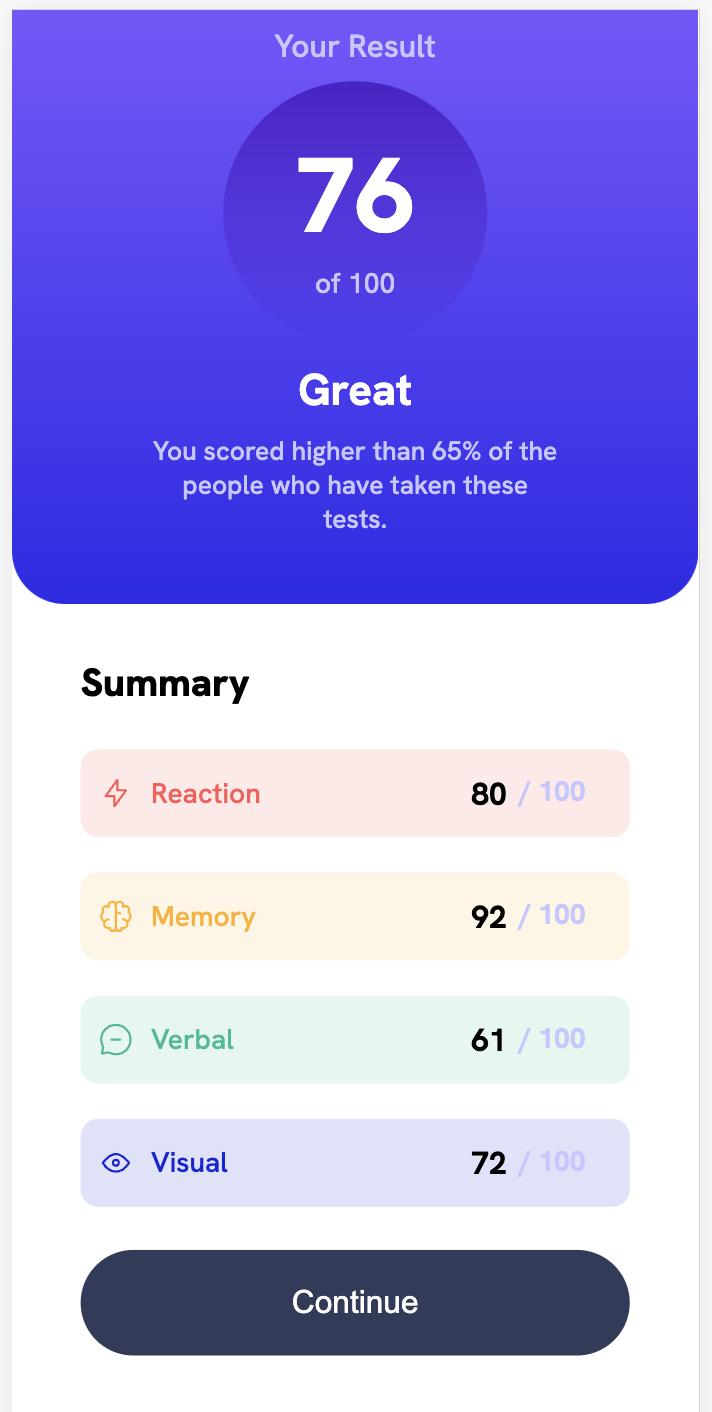 Your Result
76
of 100
Great
You scored higher than 65% of the
people who have taken these
tests.
Summary
Reaction 80 / 100
Memory 92 / 100
Verbal 61 / 100
Visual 72 / 100
Continue